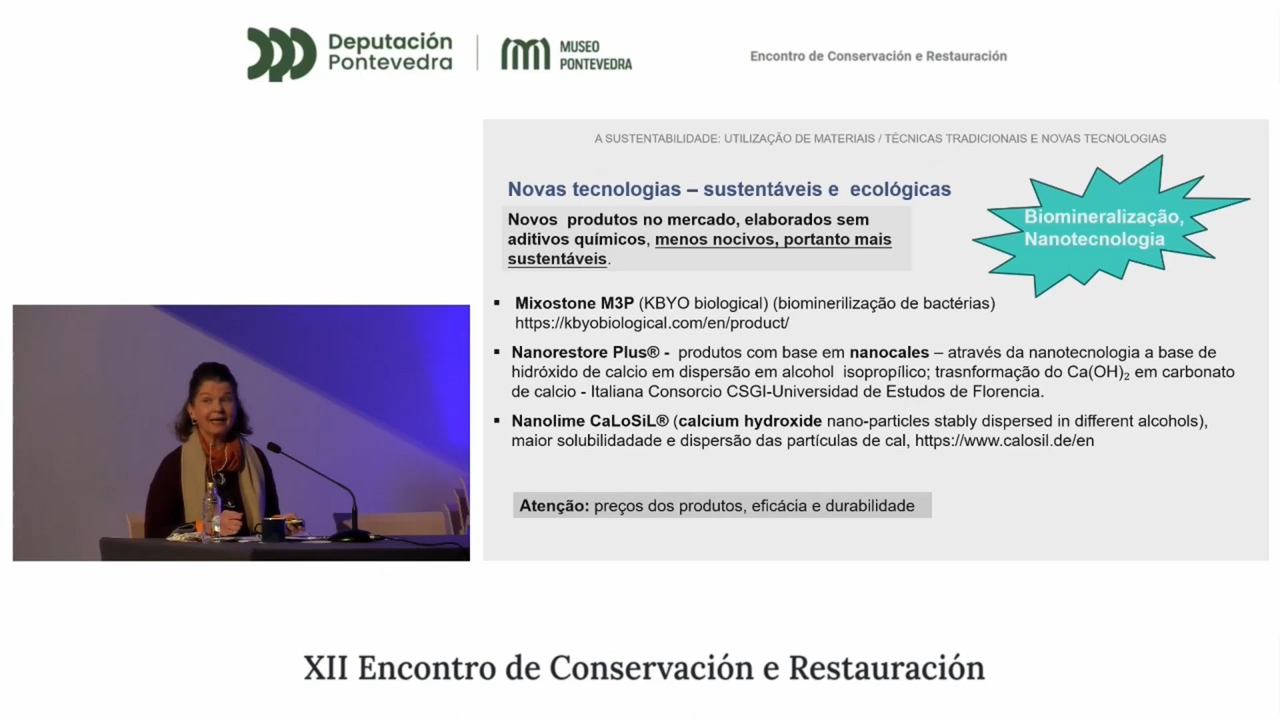 Deputación
Pontevedra
MUSEO
PONTEVEDRA
Encontro de Conservación e Restauración
A SUSTENTABILIDADE: UTILIZAÇÃO DE MATERIAIS / TÉCNICAS TRADICIONAIS E NOVAS TECNOLOGIAS
Novas tecnologias – sustentáveis e ecológicas
Biomineralização,
Nanotecnologia
Novos produtos no mercado, elaborados sem
aditivos químicos, menos nocivos, portanto mais
sustentáveis.
▪ Mixostone M3P (KBYO biological) (biominerilização de bactérias)
https://kbyobiological.com/en/product/
▪ Nanorestore Plus® - produtos com base em nanocales – através da nanotecnologia a base de
hidróxido de calcio em dispersão em alcohol isopropílico; trasnformação do Ca(OH)₂ em carbonato
de calcio - Italiana Consorcio CSGI-Universidad de Estudos de Florencia.
▪ Nanolime CaLoSiL® (calcium hydroxide nano-particles stably dispersed in different alcohols),
maior solubilidadade e dispersão das partículas de cal, https://www.calosil.de/en
Atenção: preços dos produtos, eficácia e durabilidade
XII Encontro de Conservación e Restauración